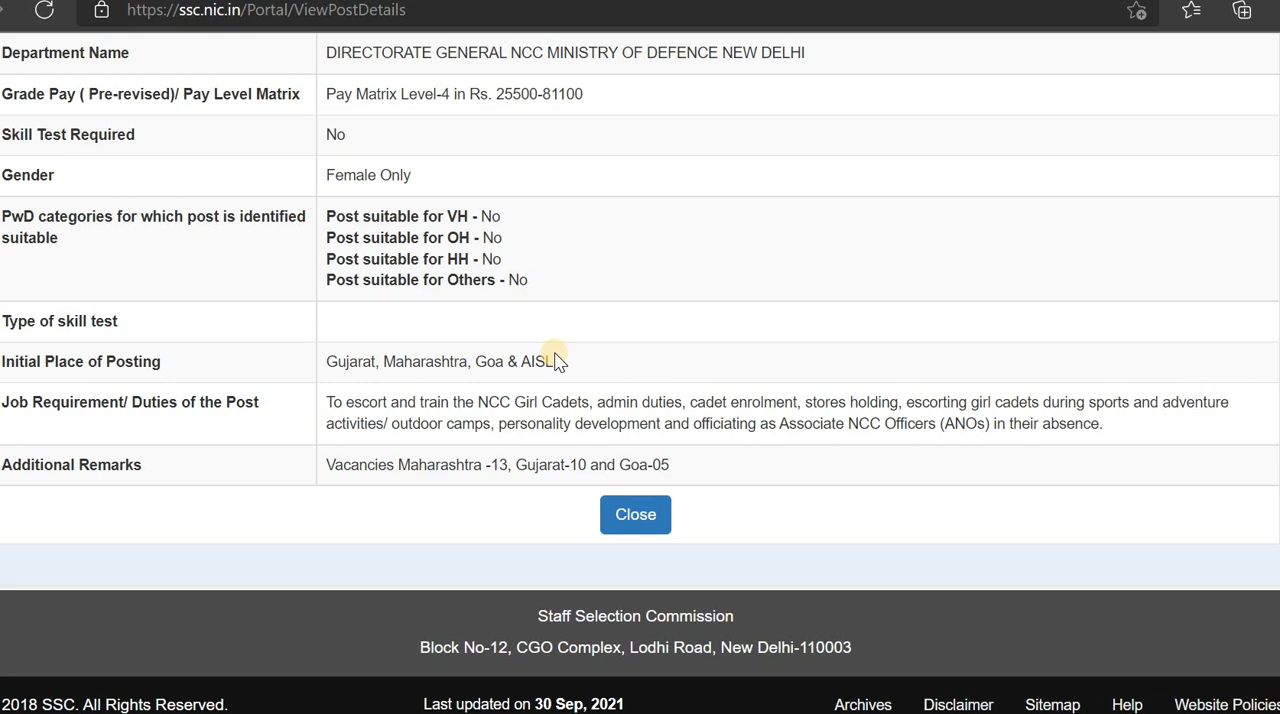 https://ssc.nic.in/Portal/ViewPostDetails
Department Name DIRECTORATE GENERAL NCC MINISTRY OF DEFENCE NEW DELHI
Grade Pay ( Pre-revised)/ Pay Level Matrix Pay Matrix Level-4 in Rs. 25500-81100
Skill Test Required No
Gender Female Only
PwD categories for which post is identified suitable
Post suitable for VH - No
Post suitable for OH - No
Post suitable for HH - No
Post suitable for Others - No
Type of skill test
Initial Place of Posting Gujarat, Maharashtra, Goa & AISL
Job Requirement/ Duties of the Post To escort and train the NCC Girl Cadets, admin duties, cadet enrolment, stores holding, escorting girl cadets during sports and adventure
activities/ outdoor camps, personality development and officiating as Associate NCC Officers (ANOs) in their absence.
Additional Remarks Vacancies Maharashtra -13, Gujarat-10 and Goa-05
Close
Staff Selection Commission
Block No-12, CGO Complex, Lodhi Road, New Delhi-110003
2018 SSC. All Rights Reserved. Last updated on 30 Sep, 2021 Archives Disclaimer Sitemap Help Website Policies